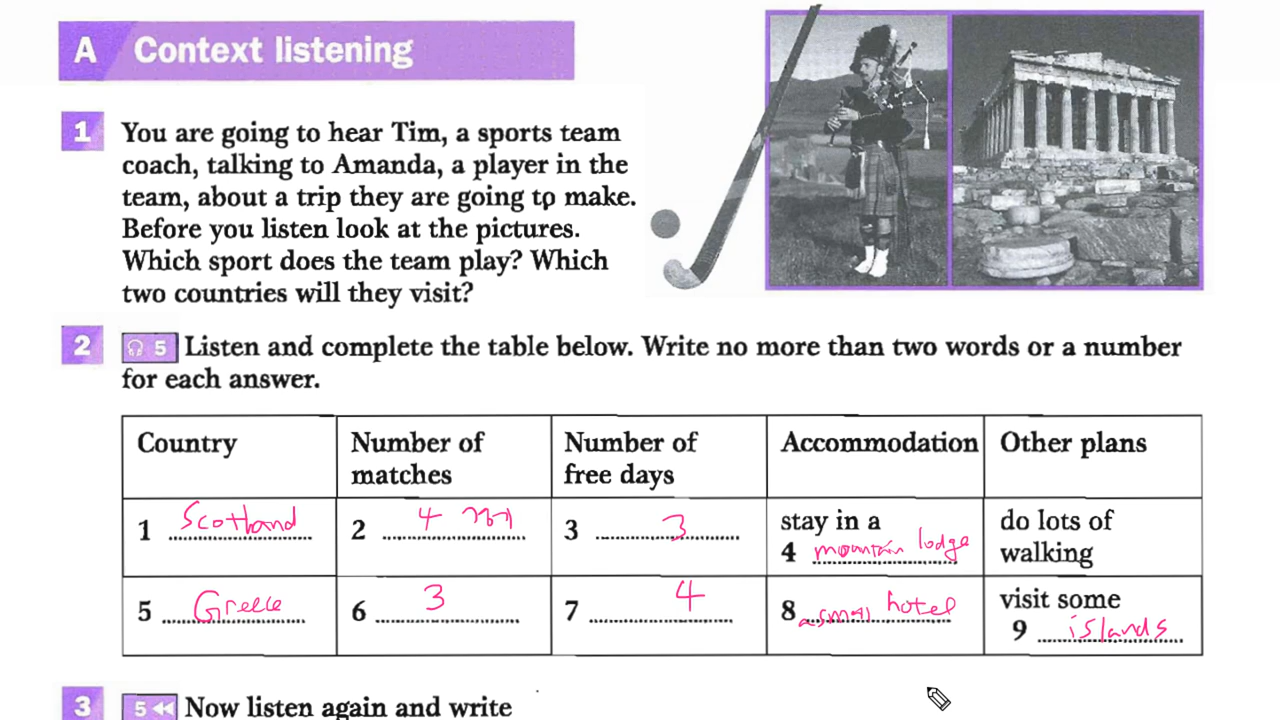 A Context listening
1 You are going to hear Tim, a sports team
coach, talking to Amanda, a player in the
team, about a trip they are going to make.
Before you listen look at the pictures.
Which sport does the team play? Which
two countries will they visit?
2 5 Listen and complete the table below. Write no more than two words or a number
for each answer.
Country Number of matches Number of free days Accommodation Other plans
1 Scotland 2 4 3 3 stay in a 4 mountain lodge do lots of walking
5 Greece 6 3 7 4 8 hotel visit some 9 islands
3 5 Now listen again and write